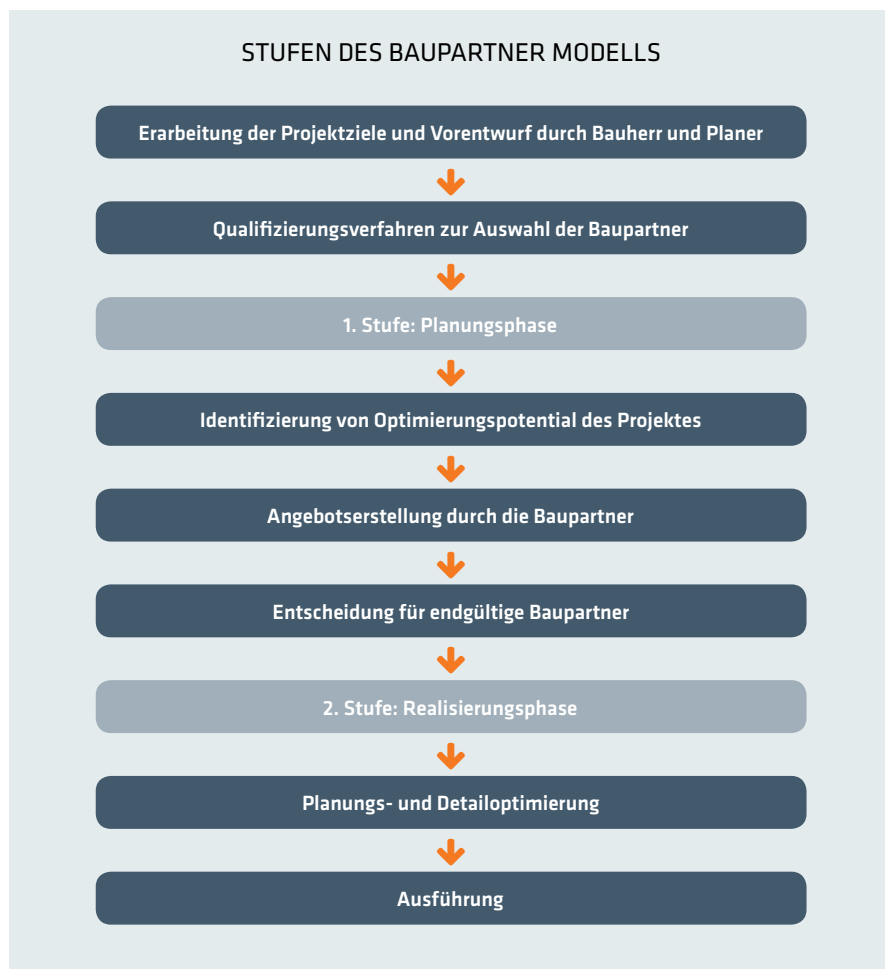 STUFEN DES BAUPARTNER MODELLS
Erarbeitung der Projektziele und Vorentwurf durch Bauherr und Planer
Qualifizierungsverfahren zur Auswahl der Baupartner
1. Stufe: Planungsphase
Identifizierung von Optimierungspotential des Projektes
Angebotserstellung durch die Baupartner
Entscheidung für endgültige Baupartner
2. Stufe: Realisierungsphase
Planungs- und Detailoptimierung
Ausführung